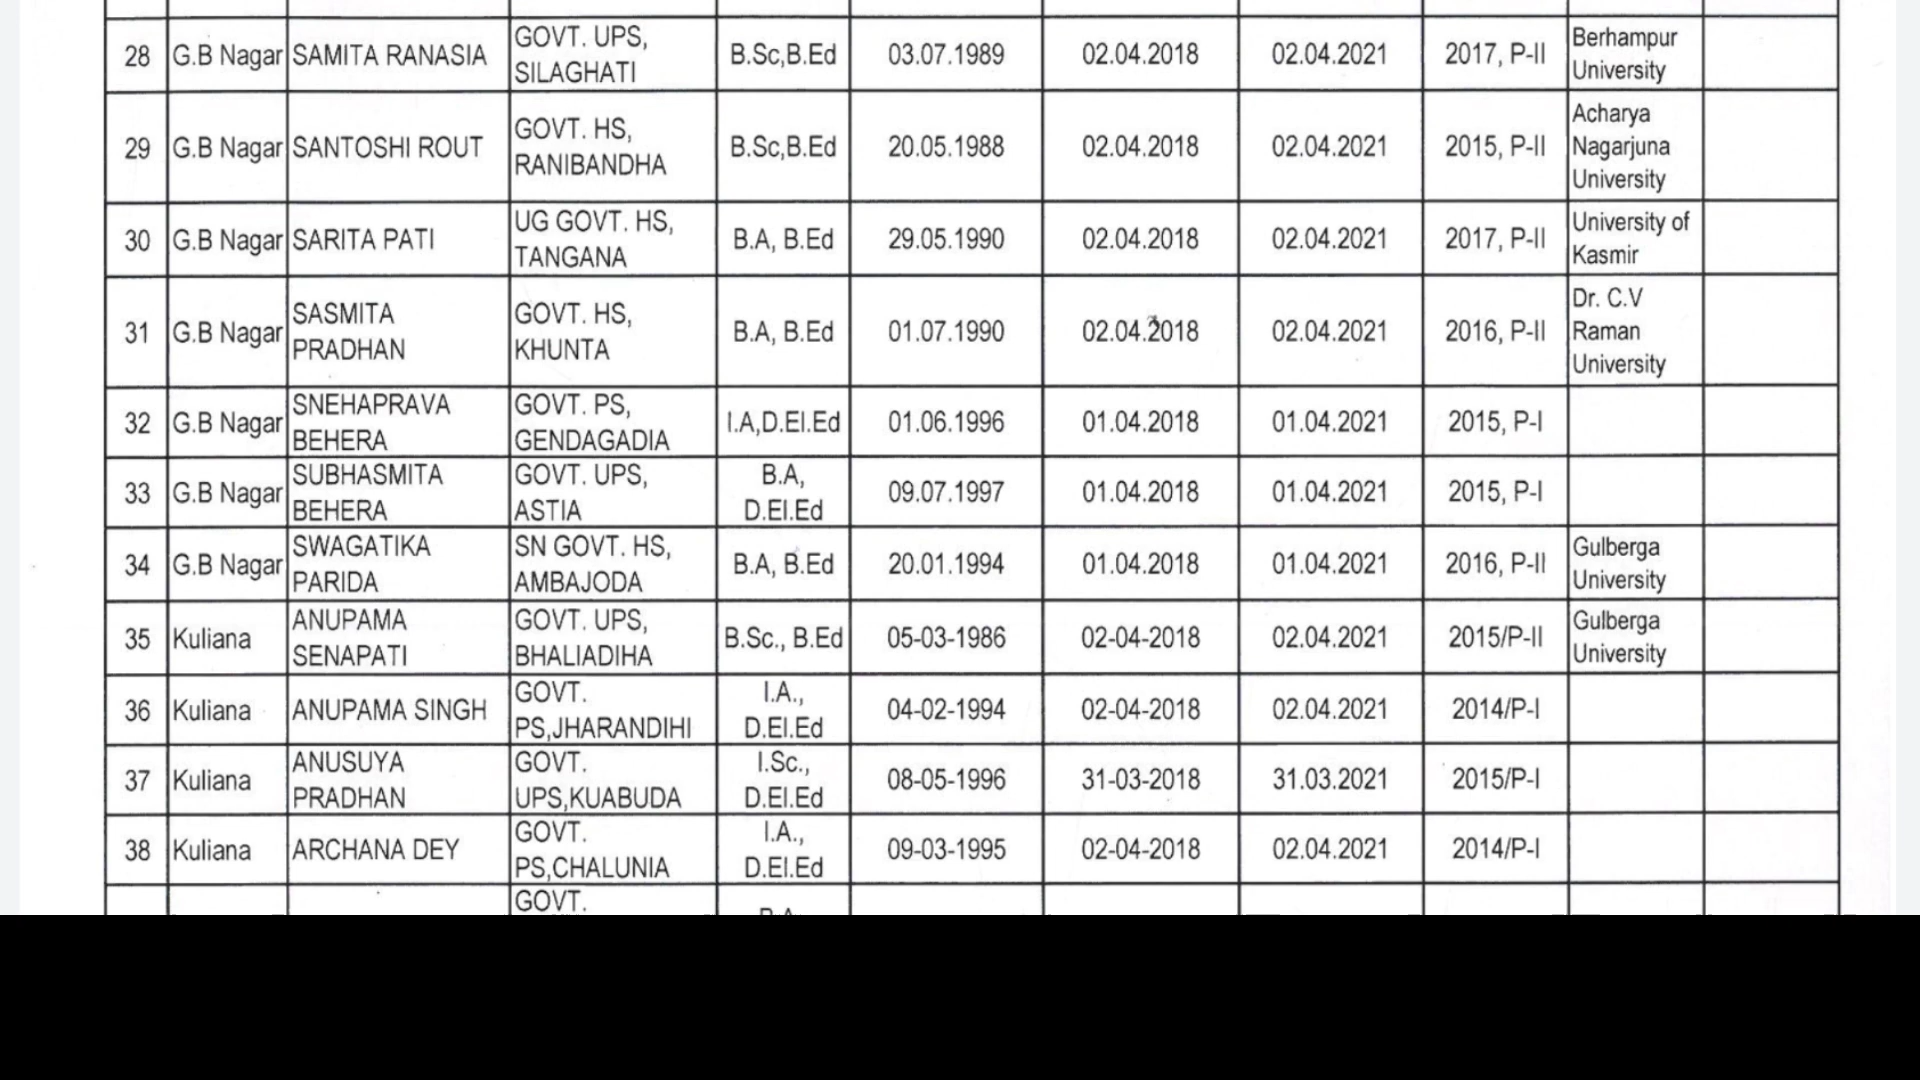 28 G.B Nagar SAMITA RANASIA GOVT. UPS, SILAGHATI B.Sc,B.Ed 03.07.1989 02.04.2018 02.04.2021 2017, P-II Berhampur University
29 G.B Nagar SANTOSHI ROUT GOVT. HS, RANIBANDHA B.Sc,B.Ed 20.05.1988 02.04.2018 02.04.2021 2015, P-II Acharya Nagarjuna University
30 G.B Nagar SARITA PATI UG GOVT. HS, TANGANA B.A, B.Ed 29.05.1990 02.04.2018 02.04.2021 2017, P-II University of Kasmir
31 G.B Nagar SASMITA PRADHAN GOVT. HS, KHUNTA B.A, B.Ed 01.07.1990 02.04.2018 02.04.2021 2016, P-II Dr. C.V Raman University
32 G.B Nagar SNEHAPRAVA BEHERA GOVT. PS, GENDAGADIA I.A,D.El.Ed 01.06.1996 01.04.2018 01.04.2021 2015, P-I
33 G.B Nagar SUBHASMITA BEHERA GOVT. UPS, ASTIA B.A, D.El.Ed 09.07.1997 01.04.2018 01.04.2021 2015, P-I
34 G.B Nagar SWAGATIKA PARIDA SN GOVT. HS, AMBAJODA B.A, B.Ed 20.01.1994 01.04.2018 01.04.2021 2016, P-II Gulberga University
35 Kuliana ANUPAMA SENAPATI GOVT. UPS, BHALIADIHA B.Sc., B.Ed 05-03-1986 02-04-2018 02.04.2021 2015/P-II Gulberga University
36 Kuliana ANUPAMA SINGH GOVT. PS,JHARANDIHI I.A., D.El.Ed 04-02-1994 02-04-2018 02.04.2021 2014/P-I
37 Kuliana ANUSUYA PRADHAN GOVT. UPS,KUABUDA I.Sc., D.El.Ed 08-05-1996 31-03-2018 31.03.2021 2015/P-I
38 Kuliana ARCHANA DEY GOVT. PS,CHALUNIA I.A., D.El.Ed 09-03-1995 02-04-2018 02.04.2021 2014/P-I
GOVT.